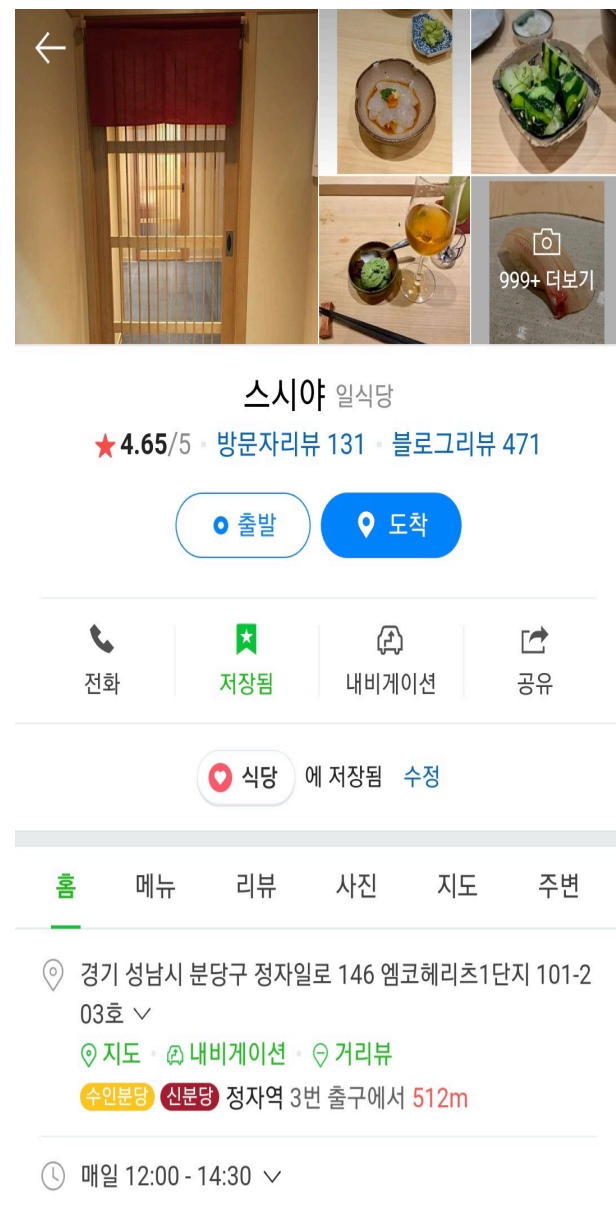 999+ 더보기
스시야 일식당
4.65/5 방문자리뷰 131 블로그리뷰 471
출발 도착
전화 저장됨 내비게이션 공유
식당 에 저장됨 수정
홈 메뉴 리뷰 사진 지도 주변
경기 성남시 분당구 정자일로 146 엠코헤리츠1단지 101-2
03호
지도 내비게이션 거리뷰
수인분당 신분당 정자역 3번 출구에서 512m
매일 12:00 - 14:30